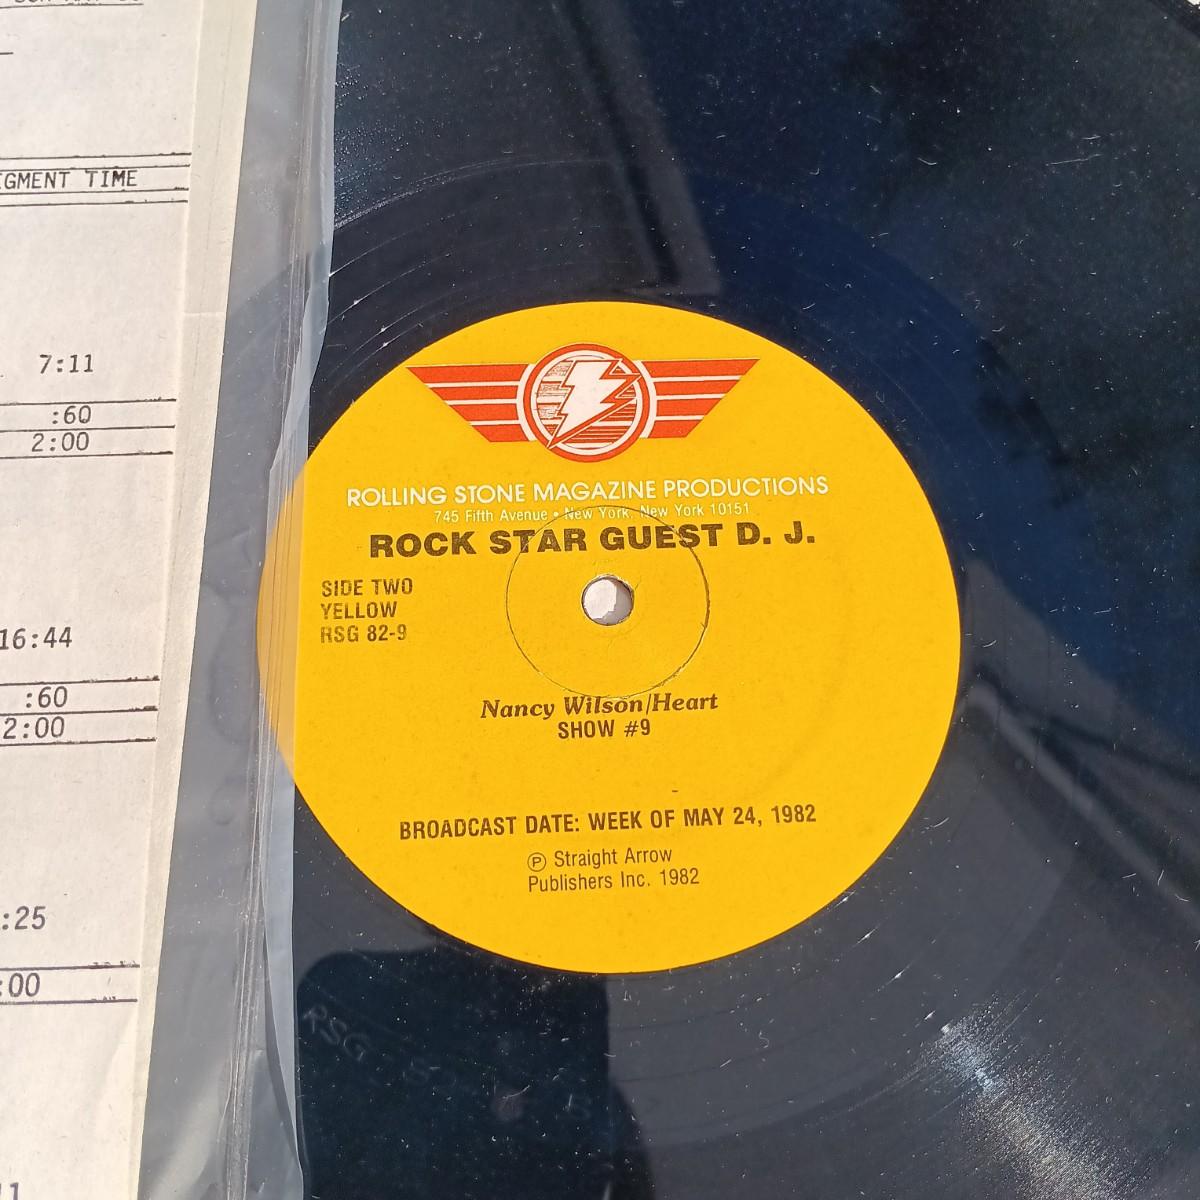 EGMENT TIME
7:11
:60
2:00
16:44
:60
2:00
:25
:00
ROLLING STONE MAGAZINE PRODUCTIONS
745 Fifth Avenue • New York, New York 10151
ROCK STAR GUEST D. J.
SIDE TWO
YELLOW
RSG 82-9
Nancy Wilson/Heart
SHOW #9
BROADCAST DATE: WEEK OF MAY 24, 1982
Ⓟ Straight Arrow
Publishers Inc. 1982
RSG